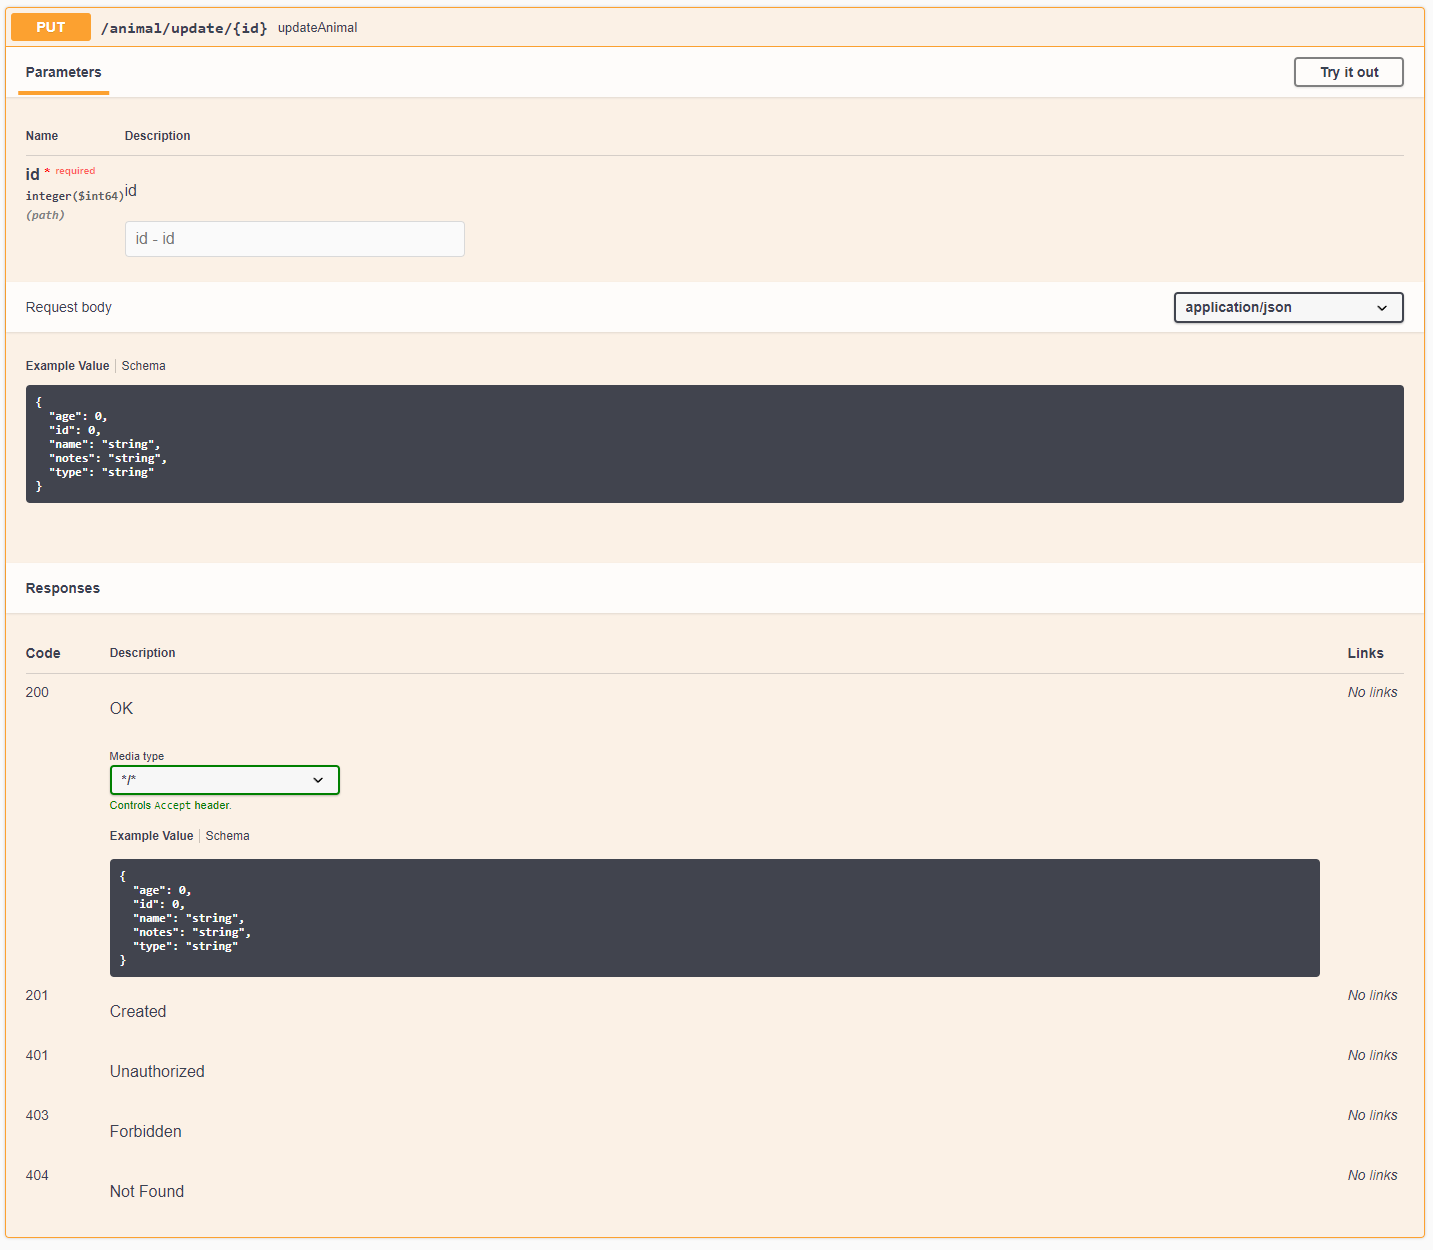 PUT /animal/update/{id} updateAnimal
Parameters Try it out
Name Description
id * required
integer($int64) id
(path)
id - id
Request body application/json
Example Value | Schema
{
  "age": 0,
  "id": 0,
  "name": "string",
  "notes": "string",
  "type": "string"
}
Responses
Code Description Links
200 No links
OK
Media type
*/*
Controls Accept header.
Example Value | Schema
{
  "age": 0,
  "id": 0,
  "name": "string",
  "notes": "string",
  "type": "string"
}
201 No links
Created
401 No links
Unauthorized
403 No links
Forbidden
404 No links
Not Found